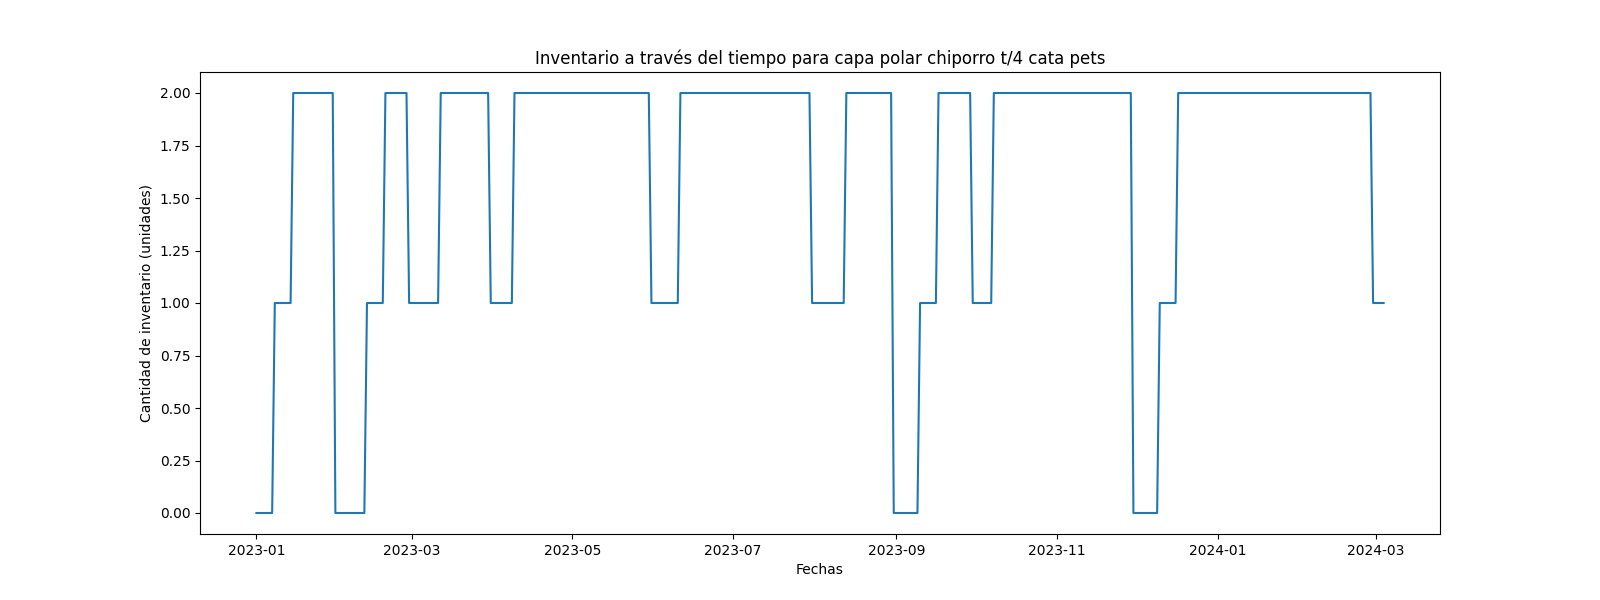 Inventario a través del tiempo para capa polar chiporro t/4 cata pets
Cantidad de inventario (unidades)
2.00
1.75
1.50
1.25
1.00
0.75
0.50
0.25
0.00
2023-01 2023-03 2023-05 2023-07 2023-09 2023-11 2024-01 2024-03
Fechas